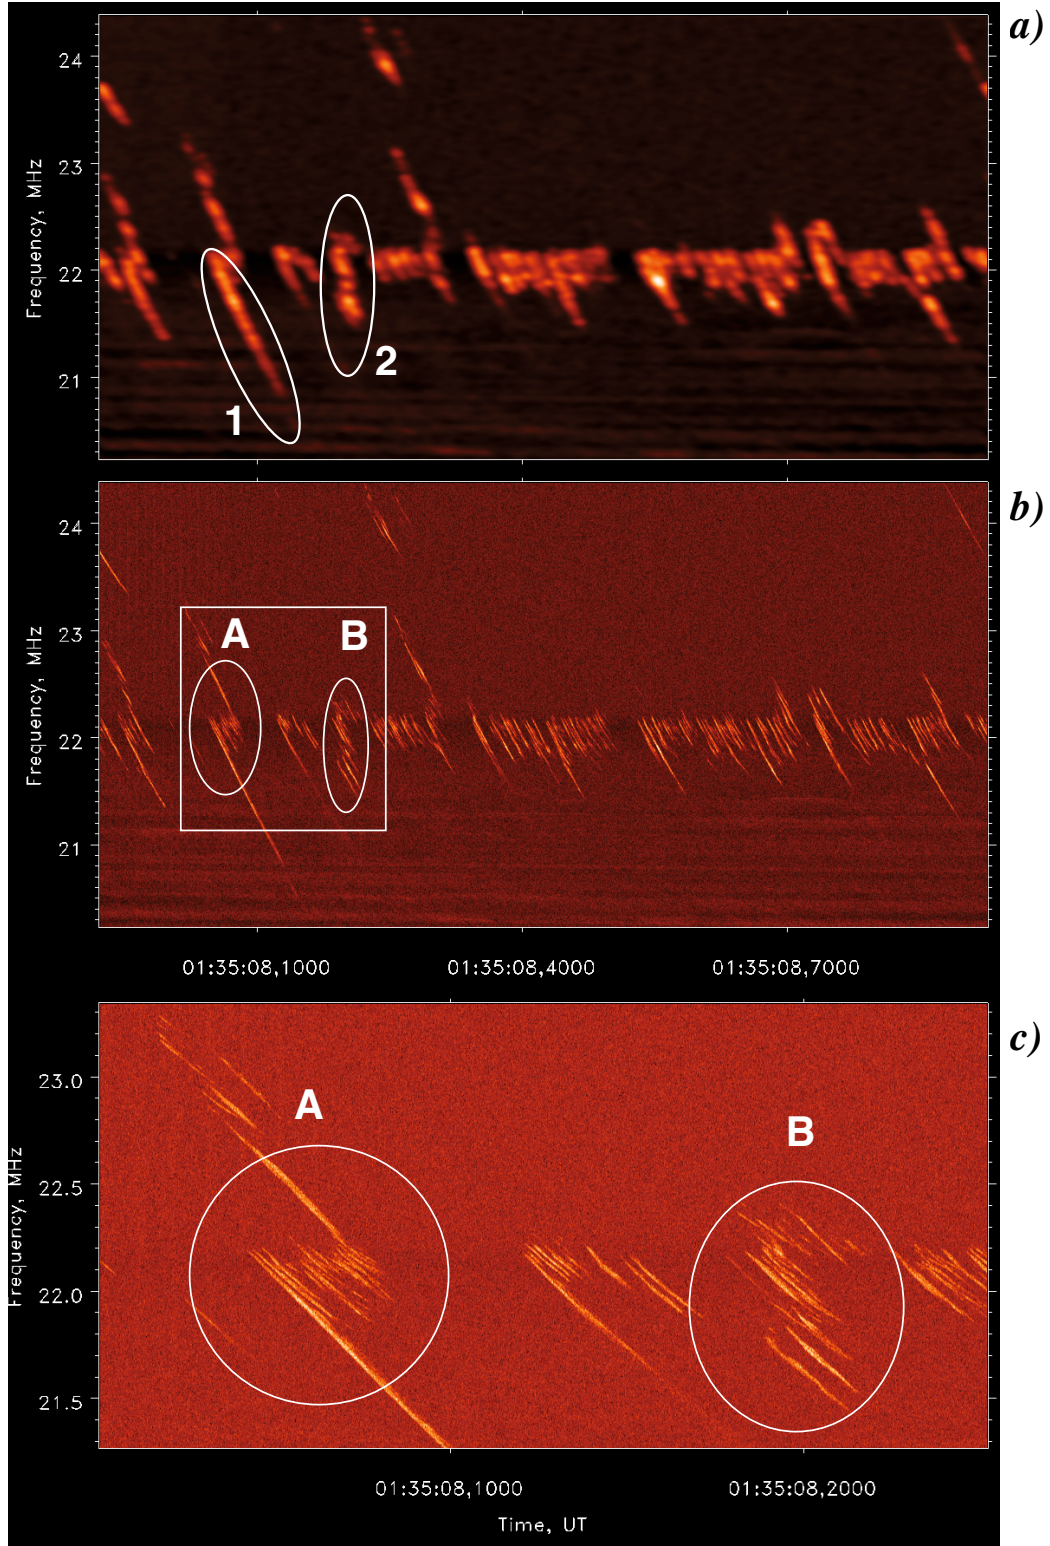 a)
24
23
22
21
Frequency, MHz
1
2
b)
24
23
22
21
Frequency, MHz
A
B
01:35:08,1000
01:35:08,4000
01:35:08,7000
c)
23.0
22.5
22.0
21.5
Frequency, MHz
A
B
01:35:08,1000
01:35:08,2000
Time, UT